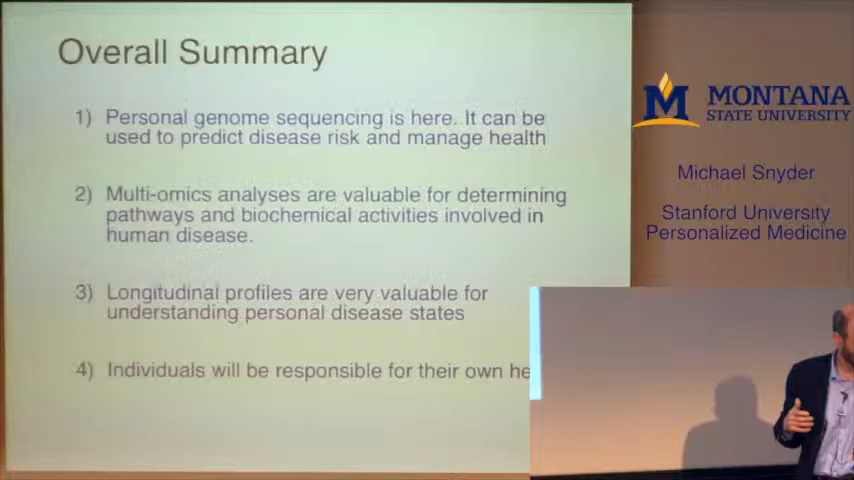 Overall Summary
1) Personal genome sequencing is here. It can be
used to predict disease risk and manage health
2) Multi-omics analyses are valuable for determining
pathways and biochemical activities involved in
human disease.
3) Longitudinal profiles are very valuable for
understanding personal disease states
4) Individuals will be responsible for their own he
M MONTANA
STATE UNIVERSITY
Michael Snyder
Stanford University
Personalized Medicine